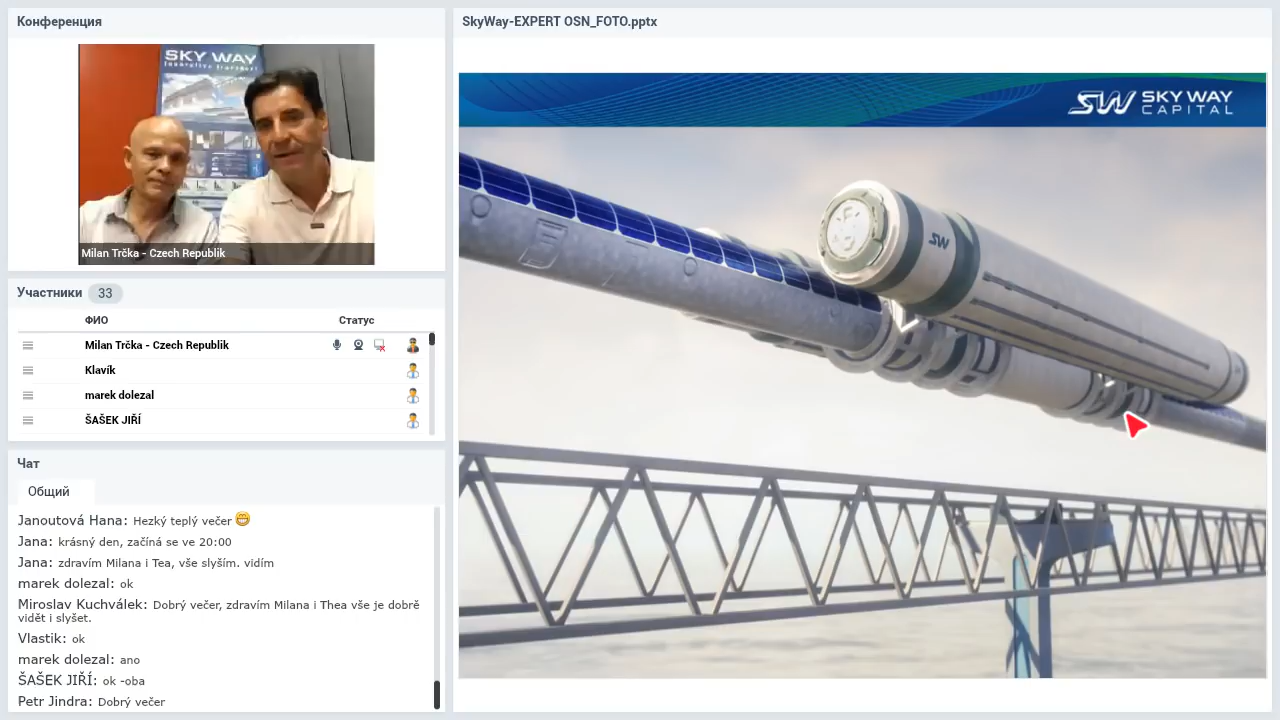 Конференция
SKY WAY
Milan Trčka - Czech Republik
Участники 33
ФИО Статус
Milan Trčka - Czech Republik
Klavík
marek dolezal
ŠAŠEK JIŘÍ
Чат
Общий
Janoutová Hana: Hezký teplý večer
Jana: krásný den, začíná se ve 20:00
Jana: zdravím Milana i Tea, vše slyším. vidím
marek dolezal: ok
Miroslav Kuchválek: Dobrý večer, zdravím Milana i Thea vše je dobrě
vidět i slyšet.
Vlastik: ok
marek dolezal: ano
ŠAŠEK JIŘÍ: ok -oba
Petr Jindra: Dobrý večer
SkyWay-EXPERT OSN_FOTO.pptx
SW SKY WAY
CAPITAL
SW